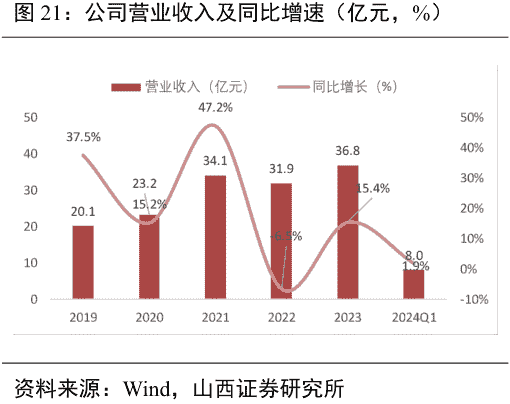 图 21：公司营业收入及同比增速（亿元，%）
营业收入（亿元） 同比增长（%）
47.2%
50 50%
37.5% 36.8
40 34.1 31.9 40%
30 23.2 30%
20.1 15.2% -6.5% 15.4% 20%
20 10%
10 8.0 0%
1.9%
0 -10%
2019 2020 2021 2022 2023 2024Q1
资料来源：Wind，山西证券研究所